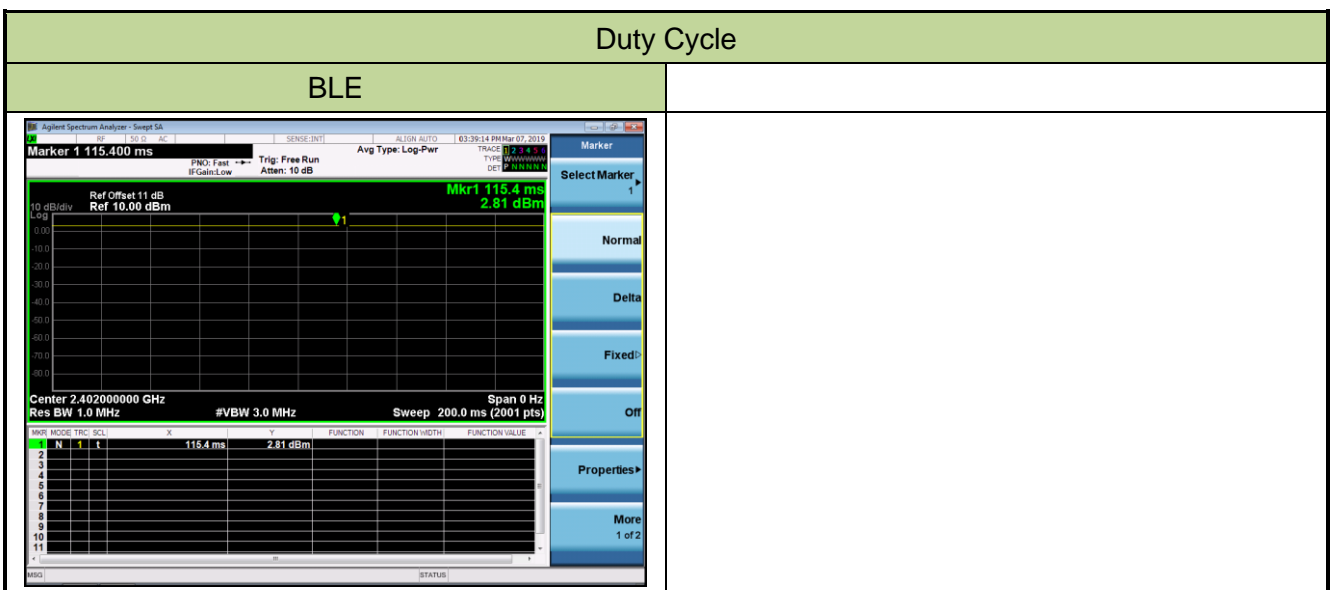 Duty Cycle
BLE
Agilent Spectrum Analyzer - Swept SA
RF 50 Ω AC SENSE:INT ALIGN AUTO 03:39:14 PM Mar 07, 2019
Marker 1 115.400 ms
PNO: Fast
IFGain:Low
Trig: Free Run
Atten: 10 dB
Avg Type: Log-Pwr
TRACE 1 2 3 4 5 6
TYPE WWWWWW
DET P N N N N N
Mkr1 115.4 ms
2.81 dBm
Ref Offset 11 dB
10 dB/div Ref 10.00 dBm
Log
1
0.00
-10.0
-20.0
-30.0
-40.0
-50.0
-60.0
-70.0
-80.0
Center 2.402000000 GHz Span 0 Hz
Res BW 1.0 MHz #VBW 3.0 MHz Sweep 200.0 ms (2001 pts)
MKR MODE TRC SCL X Y FUNCTION FUNCTION WIDTH FUNCTION VALUE
1 N 1 t 115.4 ms 2.81 dBm
2
3
4
5
6
7
8
9
10
11
MSG STATUS
Marker
Select Marker
1
Normal
Delta
Fixed
Off
Properties
More
1 of 2